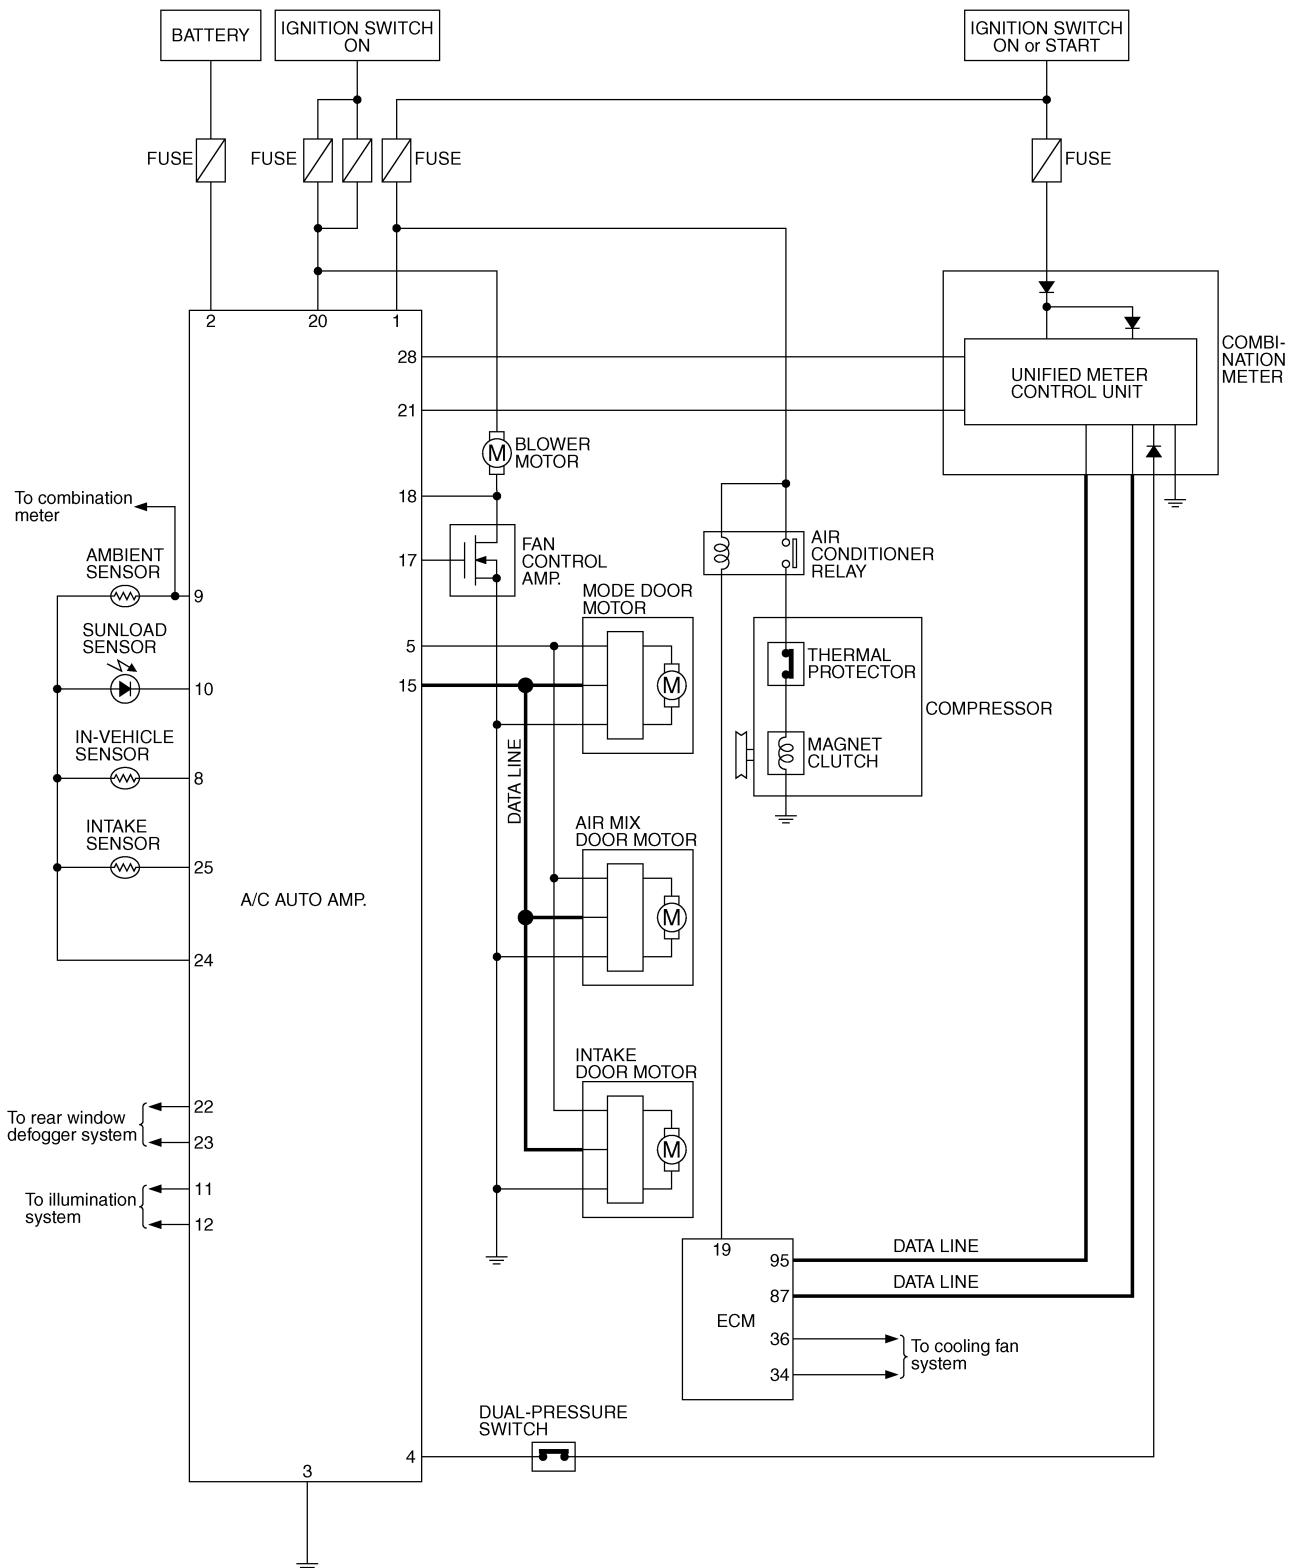 BATTERY
IGNITION SWITCH
ON
IGNITION SWITCH
ON or START
FUSE
FUSE
FUSE
FUSE
2
20
1
28
21
COMBI-
NATION
METER
UNIFIED METER
CONTROL UNIT
M
BLOWER
MOTOR
18
17
To combination
meter
FAN
CONTROL
AMP.
AIR
CONDITIONER
RELAY
AMBIENT
SENSOR
9
MODE DOOR
MOTOR
SUNLOAD
SENSOR
10
5
15
M
THERMAL
PROTECTOR
COMPRESSOR
IN-VEHICLE
SENSOR
8
DATA LINE
MAGNET
CLUTCH
INTAKE
SENSOR
25
AIR MIX
DOOR MOTOR
M
A/C AUTO AMP.
24
INTAKE
DOOR MOTOR
M
22
23
To rear window
defogger system
11
12
To illumination
system
19
95
DATA LINE
87
DATA LINE
ECM
36
34
To cooling fan
system
DUAL-PRESSURE
SWITCH
4
3